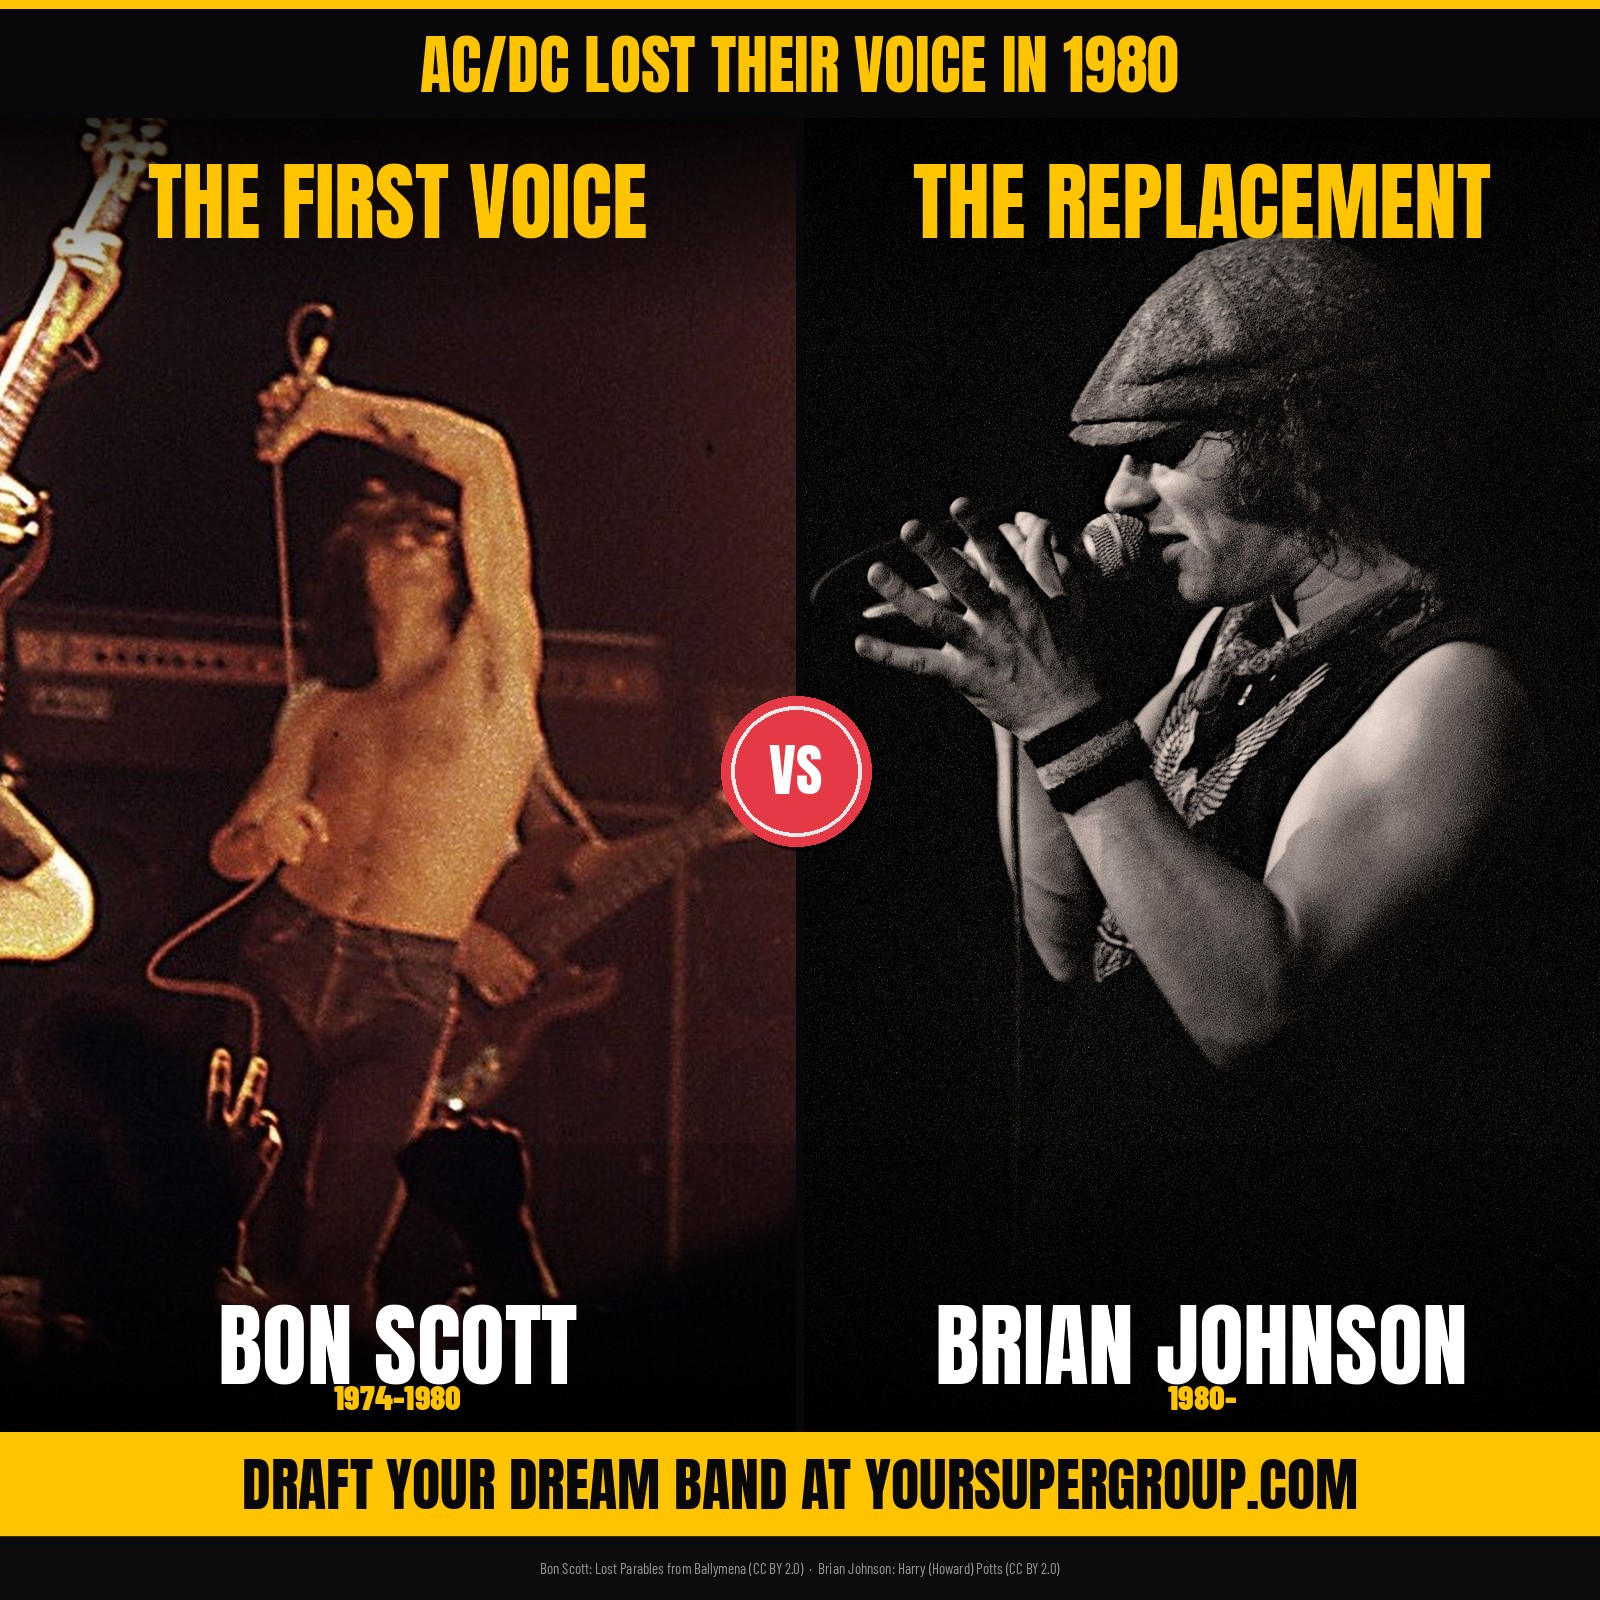 AC/DC LOST THEIR VOICE IN 1980
THE FIRST VOICE
THE REPLACEMENT
VS
BON SCOTT
1974-1980
BRIAN JOHNSON
1980-
DRAFT YOUR DREAM BAND AT YOURSUPERGROUP.COM
Bon Scott: Lost Parables from Ballymena (CC BY 2.0) · Brian Johnson: Harry (Howard) Potts (CC BY 2.0)